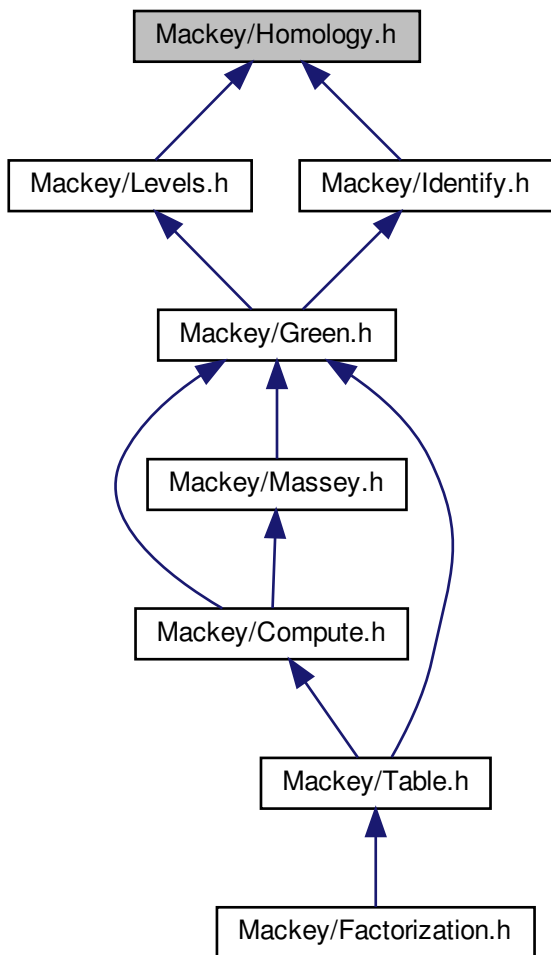 Mackey/Homology.h
Mackey/Levels.h
Mackey/Identify.h
Mackey/Green.h
Mackey/Massey.h
Mackey/Compute.h
Mackey/Table.h
Mackey/Factorization.h